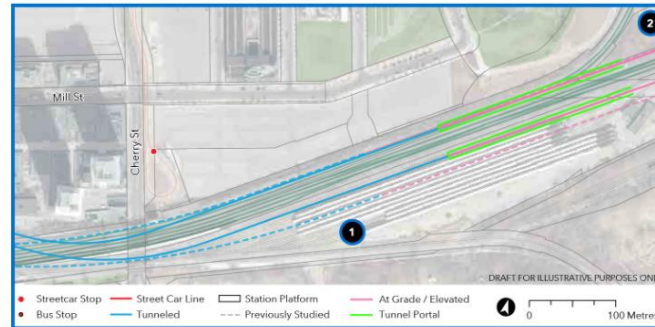 2
Mill St
Cherry St
1
DRAFT FOR ILLUSTRATIVE PURPOSES ONL
Streetcar Stop
Street Car Line
Station Platform
At Grade / Elevated
Bus Stop
Tunneled
Previously Studied
Tunnel Portal
0
100 Metres